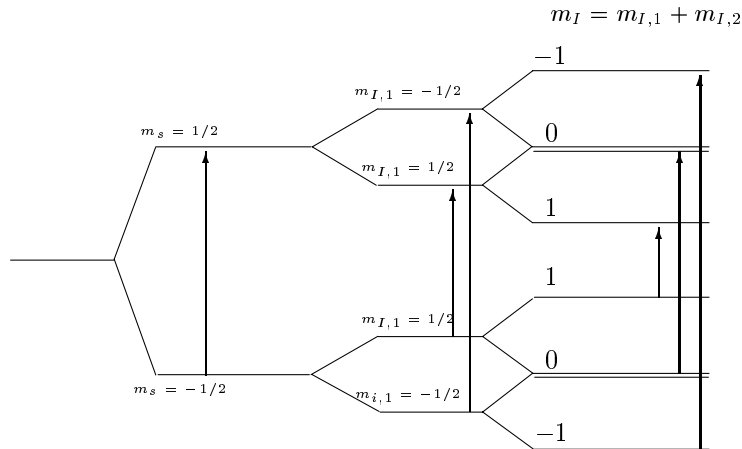 m_I = m_{I,1} + m_{I,2}
−1
m_{I,1} = −1/2
m_s = 1/2
0
m_{I,1} = 1/2
1
1
m_{I,1} = 1/2
0
m_s = −1/2
m_{i,1} = −1/2
−1